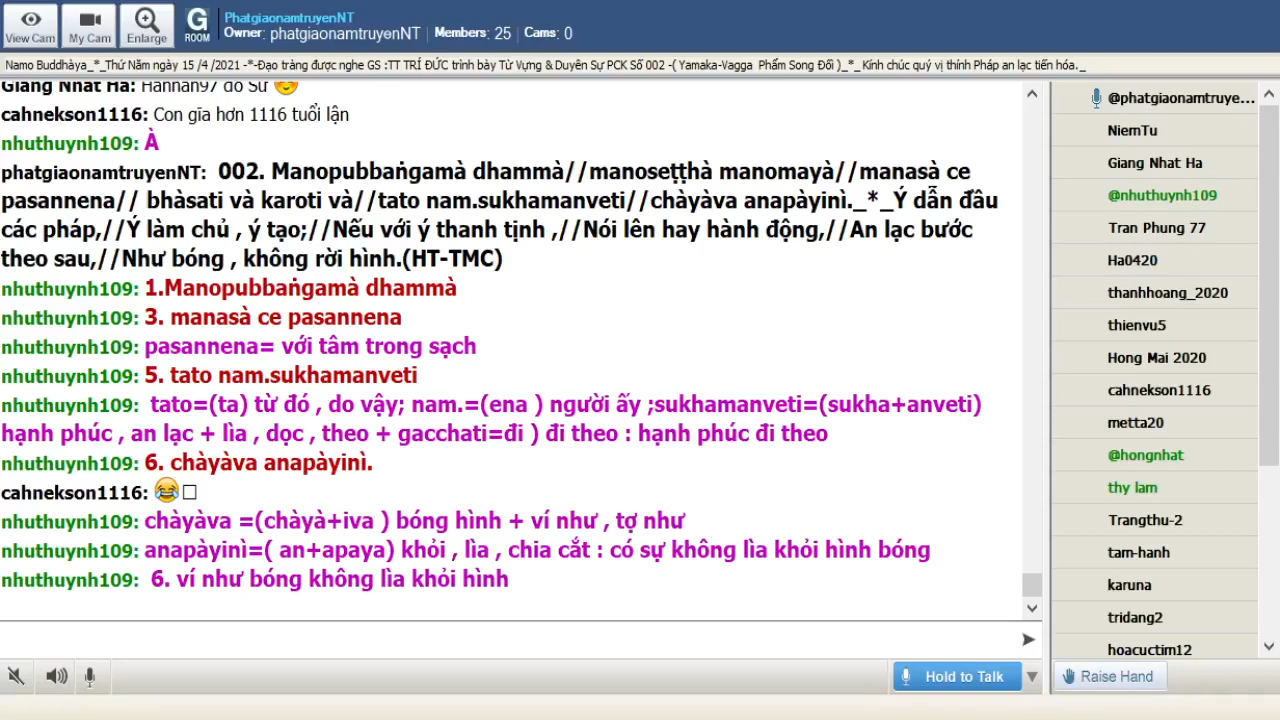 View Cam
My Cam
Enlarge
G ROOM
PhatgiaonamtruyenNT
Owner: phatgiaonamtruyenNT | Members: 25 | Cams: 0
Namo Buddhàya_*_Thứ Năm ngày 15 /4 /2021 -*-Đạo tràng được nghe GS :TT TRÍ ĐỨC trình bày Từ Vựng & Duyên Sự PCK Số 002 -( Yamaka-Vagga Phẩm Song Đối )_*_ Kính chúc quý vị thính Pháp an lạc tiến hóa._
Giang Nhat Ha: Hannah97 đó Sư
cahnekson1116: Con gĩa hơn 1116 tuổi lận
nhuthuynh109: À
phatgiaonamtruyenNT: 002. Manopubbaṅgamà dhammà//manoseṭṭhà manomayà//manasà ce
pasannena// bhàsati và karoti và//tato nam.sukhamanveti//chàyàva anapàyinì._*_Ý dẫn đầu
các pháp,//Ý làm chủ , ý tạo;//Nếu với ý thanh tịnh ,//Nói lên hay hành động,//An lạc bước
theo sau,//Như bóng , không rời hình.(HT-TMC)
nhuthuynh109: 1.Manopubbaṅgamà dhammà
nhuthuynh109: 3. manasà ce pasannena
nhuthuynh109: pasannena= với tâm trong sạch
nhuthuynh109: 5. tato nam.sukhamanveti
nhuthuynh109: tato=(ta) từ đó , do vậy; nam.=(ena ) người ấy ;sukhamanveti=(sukha+anveti)
hạnh phúc , an lạc + lìa , dọc , theo + gacchati=đi ) đi theo : hạnh phúc đi theo
nhuthuynh109: 6. chàyàva anapàyinì.
cahnekson1116:
nhuthuynh109: chàyàva =(chàyà+iva ) bóng hình + ví như , tợ như
nhuthuynh109: anapàyinì=( an+apaya) khỏi , lìa , chia cắt : có sự không lìa khỏi hình bóng
nhuthuynh109: 6. ví như bóng không lìa khỏi hình
@phatgiaonamtruye...
NiemTu
Giang Nhat Ha
@nhuthuynh109
Tran Phung 77
Ha0420
thanhhoang_2020
thienvu5
Hong Mai 2020
cahnekson1116
metta20
@hongnhat
thy lam
Trangthu-2
tam-hanh
karuna
tridang2
hoacuctim12
Hold to Talk
Raise Hand